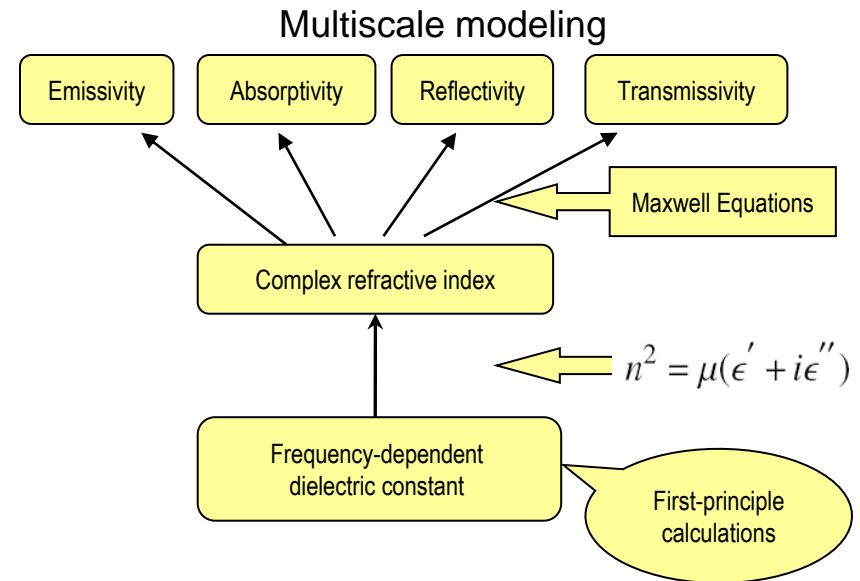 Multiscale modeling
Emissivity
Absorptivity
Reflectivity
Transmissivity
Maxwell Equations
Complex refractive index
n² = μ(ϵ′ + iϵ″)
Frequency-dependent
dielectric constant
First-principle
calculations